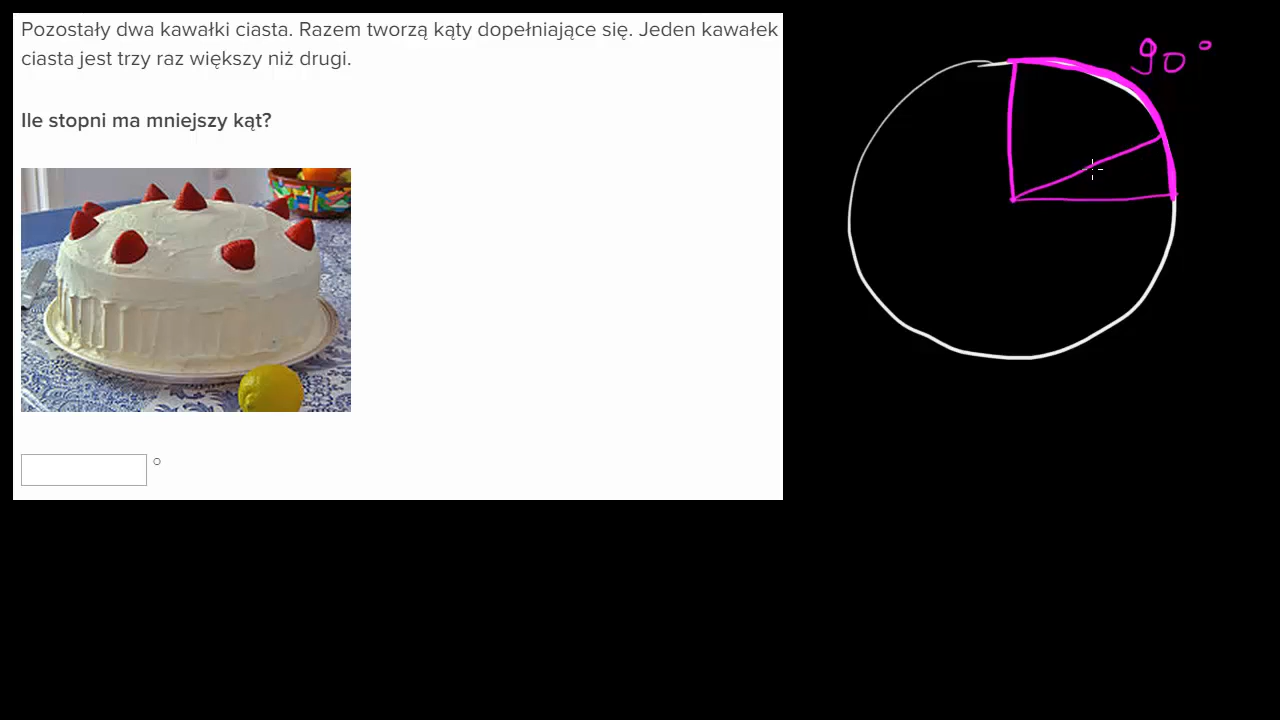 Pozostały dwa kawałki ciasta. Razem tworzą kąty dopełniające się. Jeden kawałek
ciasta jest trzy raz większy niż drugi.
Ile stopni ma mniejszy kąt?
°
90°